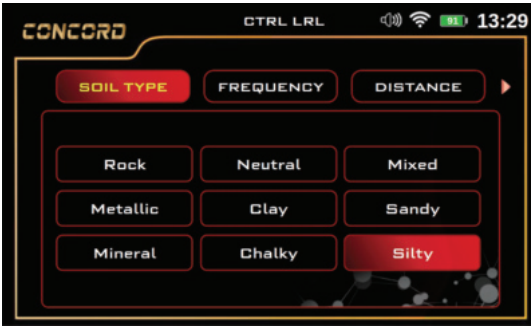 CONCORD
CTRL LRL
91
13:29
SOIL TYPE
FREQUENCY
DISTANCE
Rock
Neutral
Mixed
Metallic
Clay
Sandy
Mineral
Chalky
Silty